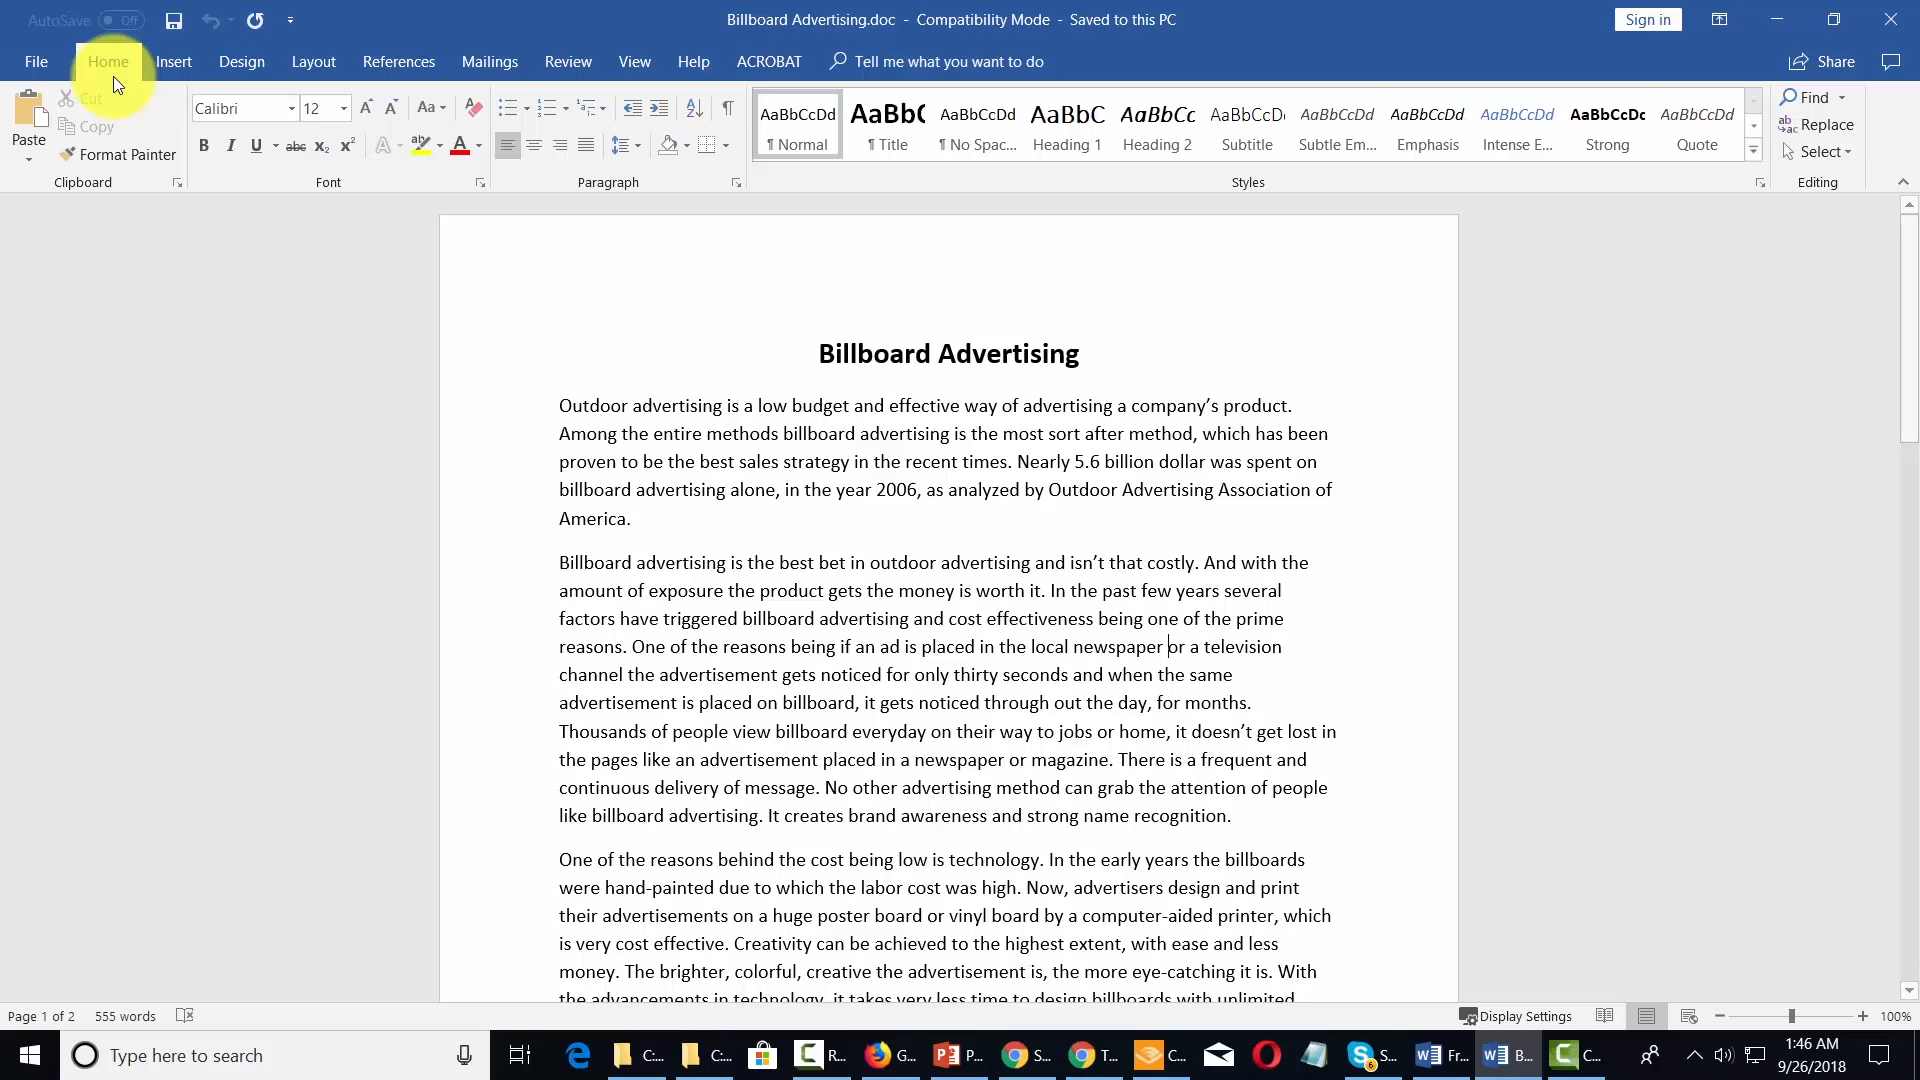 AutoSave Off
Billboard Advertising.doc - Compatibility Mode - Saved to this PC
Sign in
File Home Insert Design Layout References Mailings Review View Help ACROBAT Tell me what you want to do Share
Paste
Cut
Copy
Format Painter
Clipboard
Calibri 12
Font
Paragraph
AaBbCcDd AaBbC AaBbCcDd AaBbC AaBbCc AaBbCcD AaBbCcDd AaBbCcDd AaBbCcDd AaBbCcDc AaBbCcDd
¶ Normal ¶ Title ¶ No Spac... Heading 1 Heading 2 Subtitle Subtle Em... Emphasis Intense E... Strong Quote
Styles
Find
Replace
Select
Editing
Billboard Advertising
Outdoor advertising is a low budget and effective way of advertising a company’s product.
Among the entire methods billboard advertising is the most sort after method, which has been
proven to be the best sales strategy in the recent times. Nearly 5.6 billion dollar was spent on
billboard advertising alone, in the year 2006, as analyzed by Outdoor Advertising Association of
America.
Billboard advertising is the best bet in outdoor advertising and isn’t that costly. And with the
amount of exposure the product gets the money is worth it. In the past few years several
factors have triggered billboard advertising and cost effectiveness being one of the prime
reasons. One of the reasons being if an ad is placed in the local newspaper or a television
channel the advertisement gets noticed for only thirty seconds and when the same
advertisement is placed on billboard, it gets noticed through out the day, for months.
Thousands of people view billboard everyday on their way to jobs or home, it doesn’t get lost in
the pages like an advertisement placed in a newspaper or magazine. There is a frequent and
continuous delivery of message. No other advertising method can grab the attention of people
like billboard advertising. It creates brand awareness and strong name recognition.
One of the reasons behind the cost being low is technology. In the early years the billboards
were hand-painted due to which the labor cost was high. Now, advertisers design and print
their advertisements on a huge poster board or vinyl board by a computer-aided printer, which
is very cost effective. Creativity can be achieved to the highest extent, with ease and less
money. The brighter, colorful, creative the advertisement is, the more eye-catching it is. With
the advancements in technology, it takes very less time to design billboards with unlimited
Page 1 of 2 555 words Display Settings 100%
Type here to search C:... C:... R... G... P... S... T... C... S... Fr... B... C...
1:46 AM
9/26/2018